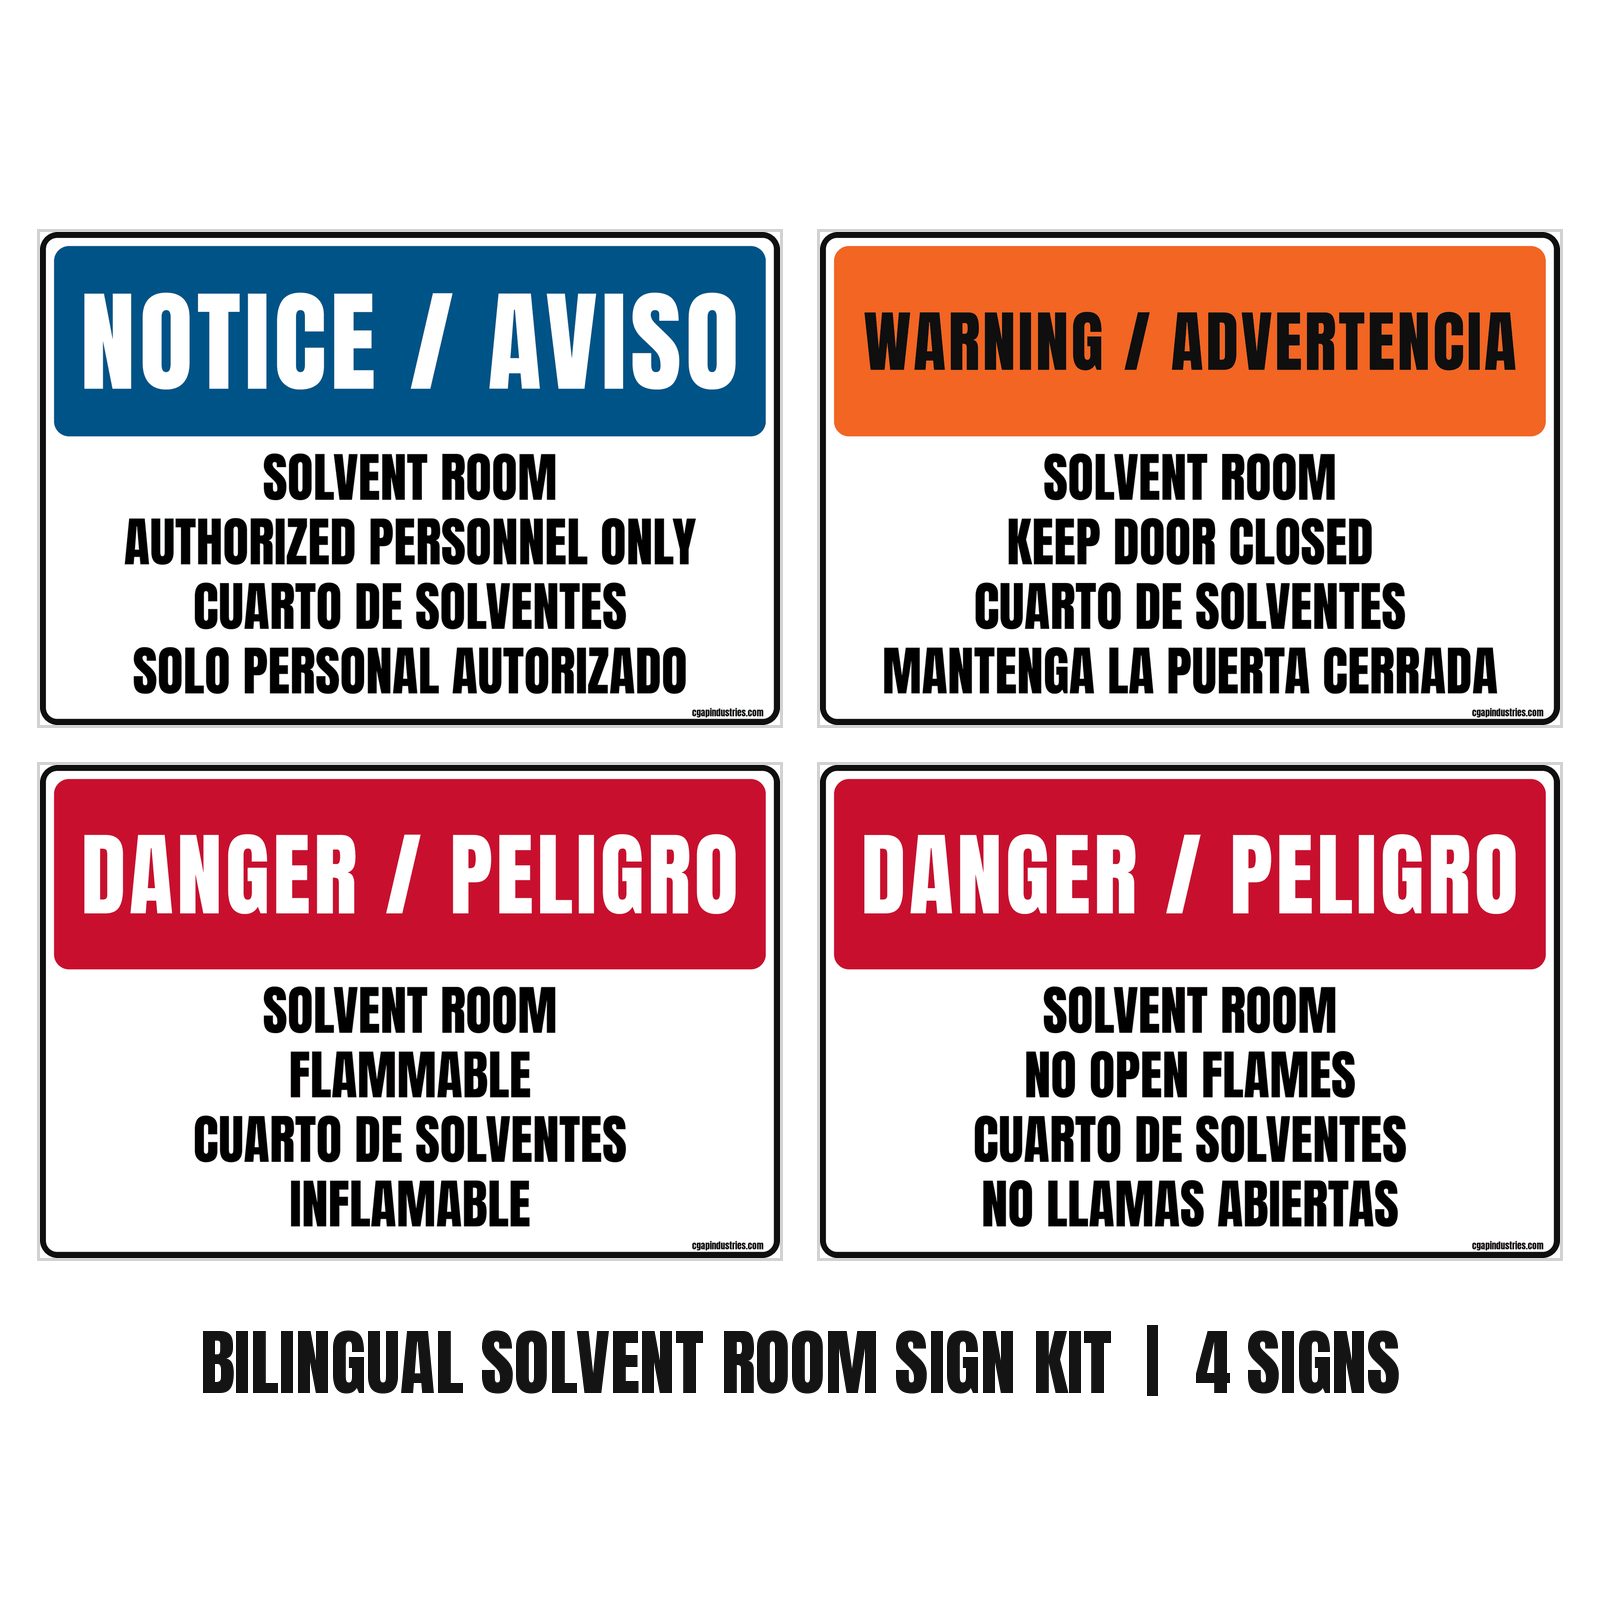 NOTICE / AVISO
SOLVENT ROOM
AUTHORIZED PERSONNEL ONLY
CUARTO DE SOLVENTES
SOLO PERSONAL AUTORIZADO
cgapindustries.com
WARNING / ADVERTENCIA
SOLVENT ROOM
KEEP DOOR CLOSED
CUARTO DE SOLVENTES
MANTENGA LA PUERTA CERRADA
cgapindustries.com
DANGER / PELIGRO
SOLVENT ROOM
FLAMMABLE
CUARTO DE SOLVENTES
INFLAMABLE
cgapindustries.com
DANGER / PELIGRO
SOLVENT ROOM
NO OPEN FLAMES
CUARTO DE SOLVENTES
NO LLAMAS ABIERTAS
cgapindustries.com
BILINGUAL SOLVENT ROOM SIGN KIT | 4 SIGNS